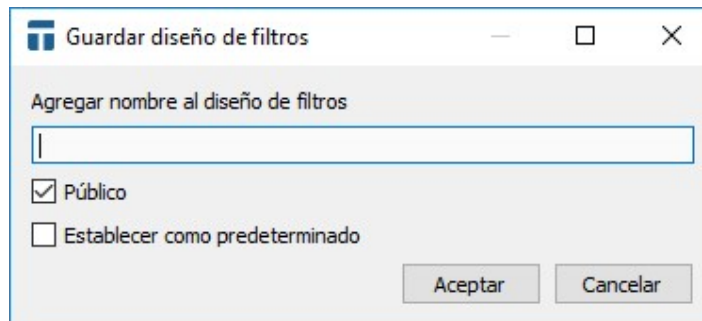 Guardar diseño de filtros
Agregar nombre al diseño de filtros
Público
Establecer como predeterminado
Aceptar Cancelar